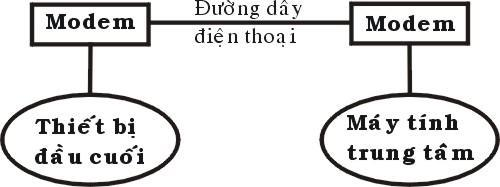 Modem
Đường dây
điện thoại
Modem
Thiết bị
đầu cuối
Máy tính
trung tâm